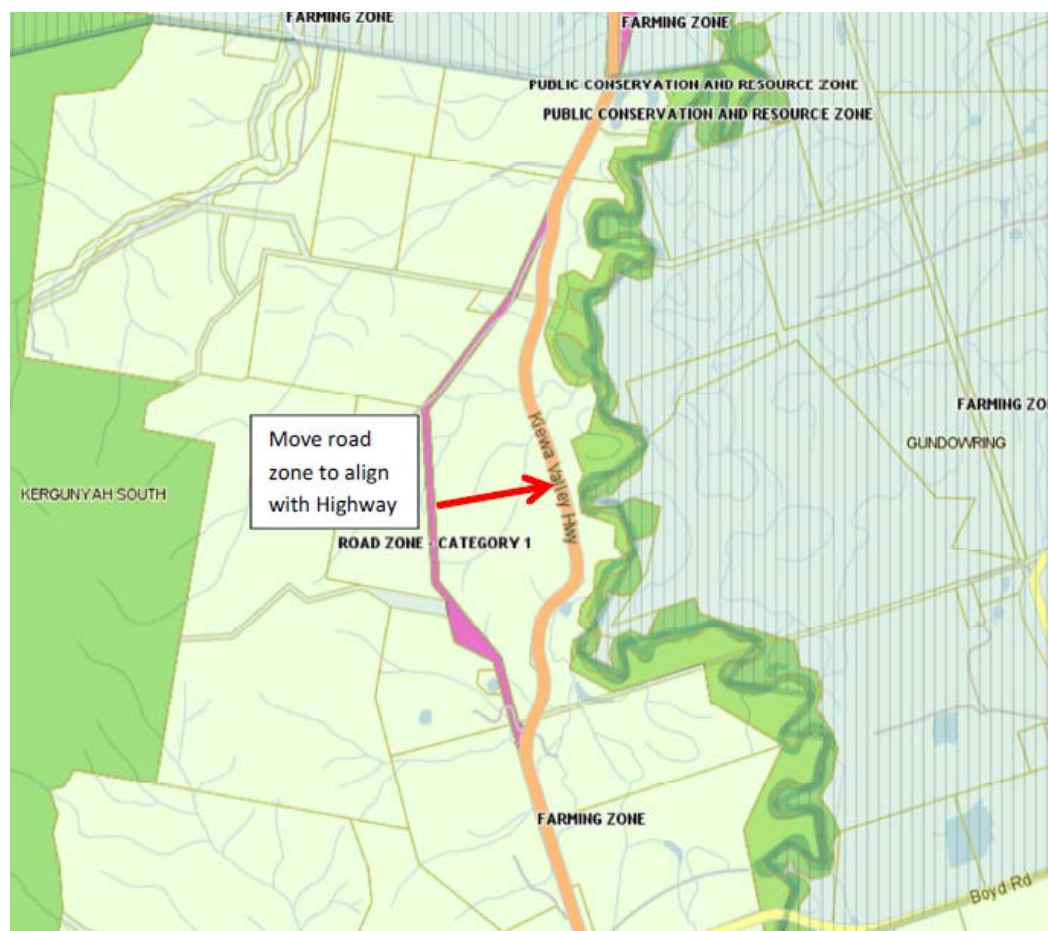 FARMING ZONE
FARMING ZONE
PUBLIC CONSERVATION AND RESOURCE ZONE
PUBLIC CONSERVATION AND RESOURCE ZONE
FARMING ZO
GUNDOWRING
Kiewa Valley Hwy
Move road
zone to align
with Highway
KERGUNYAH SOUTH
ROAD ZONE - CATEGORY 1
FARMING ZONE
Boyd Rd